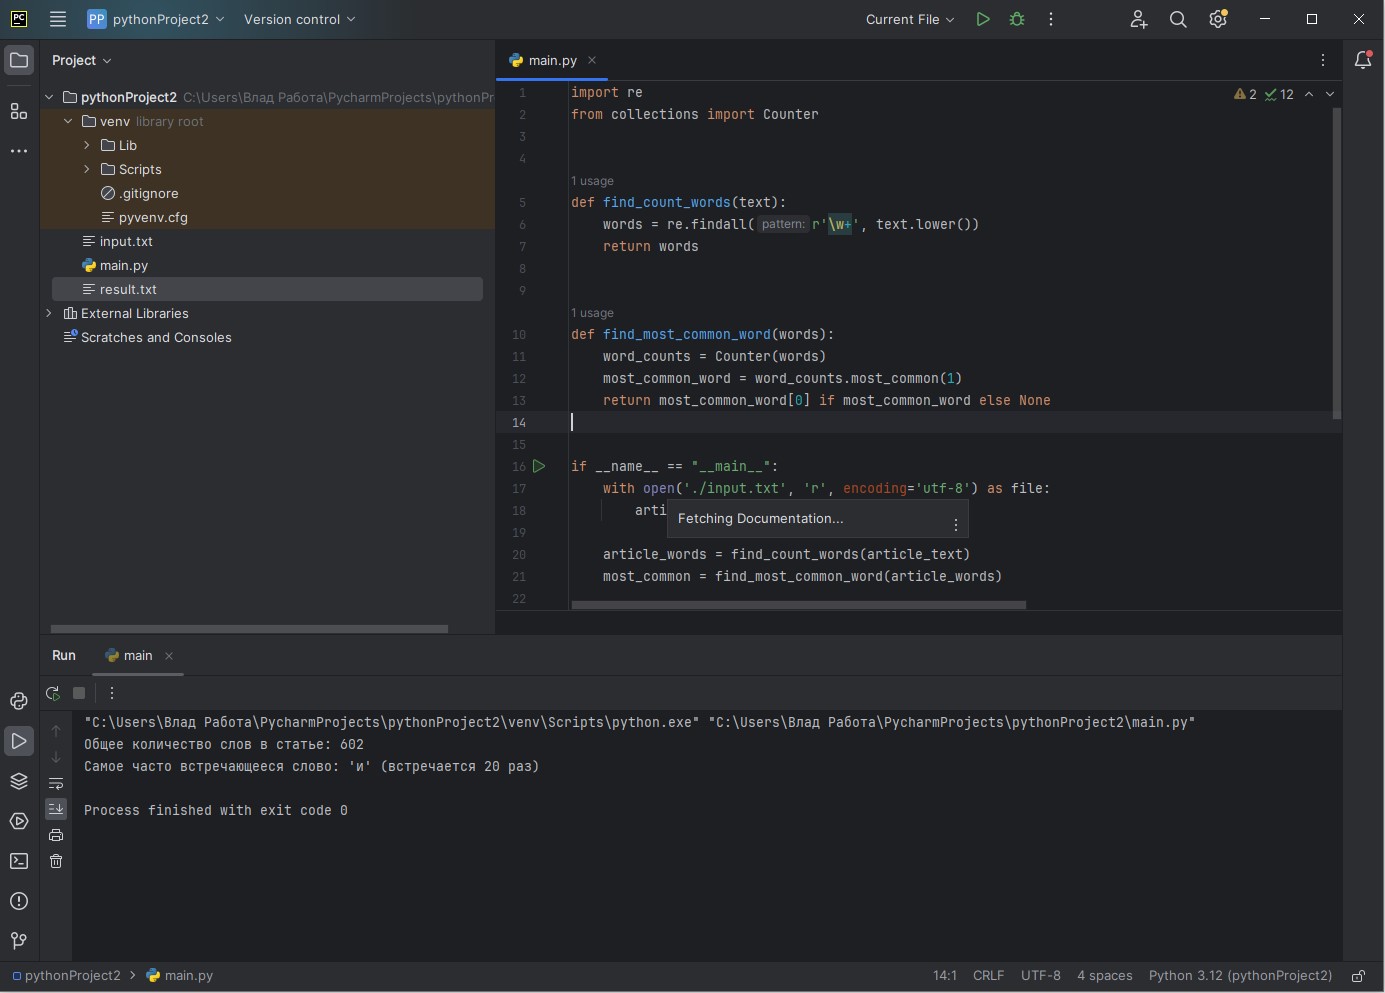 PC PP pythonProject2 Version control Current File
Project
pythonProject2 C:\Users\Влад Работа\PycharmProjects\pythonPr
venv library root
Lib
Scripts
.gitignore
pyvenv.cfg
input.txt
main.py
result.txt
External Libraries
Scratches and Consoles
main.py
2 12
1 import re
2 from collections import Counter
3
4
1 usage
5 def find_count_words(text):
6 words = re.findall( pattern: r'\w+', text.lower())
7 return words
8
9
1 usage
10 def find_most_common_word(words):
11 word_counts = Counter(words)
12 most_common_word = word_counts.most_common(1)
13 return most_common_word[0] if most_common_word else None
14
15
16 if __name__ == "__main__":
17 with open('./input.txt', 'r', encoding='utf-8') as file:
18 arti
Fetching Documentation...
19
20 article_words = find_count_words(article_text)
21 most_common = find_most_common_word(article_words)
22
Run main
"C:\Users\Влад Работа\PycharmProjects\pythonProject2\venv\Scripts\python.exe" "C:\Users\Влад Работа\PycharmProjects\pythonProject2\main.py"
Общее количество слов в статье: 602
Самое часто встречающееся слово: 'и' (встречается 20 раз)
Process finished with exit code 0
pythonProject2 main.py 14:1 CRLF UTF-8 4 spaces Python 3.12 (pythonProject2)